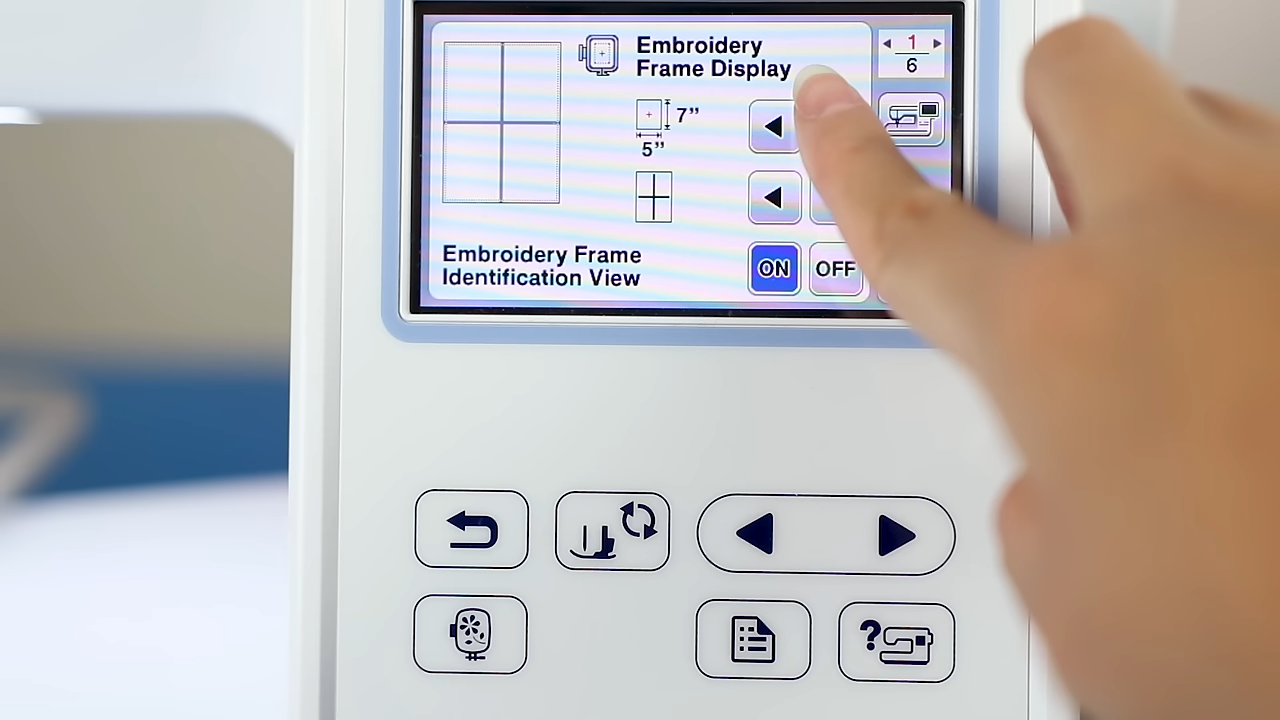 Embroidery
Frame Display
1
6
7”
5”
Embroidery Frame
Identification View
ON
OFF
?